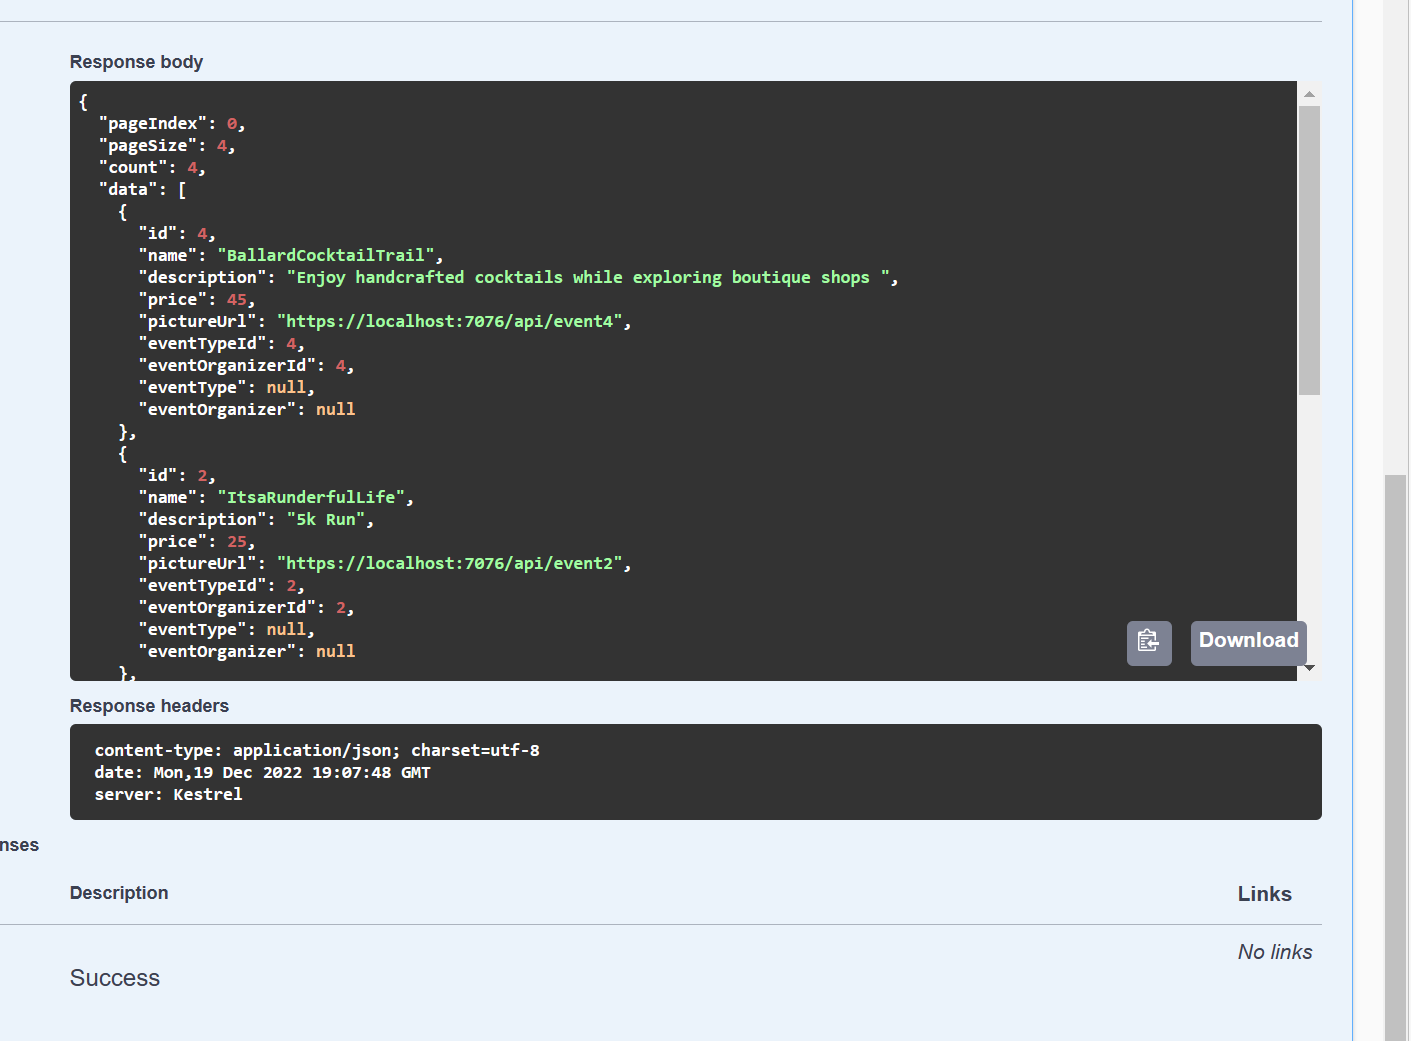 Response body
{
  "pageIndex": 0,
  "pageSize": 4,
  "count": 4,
  "data": [
    {
      "id": 4,
      "name": "BallardCocktailTrail",
      "description": "Enjoy handcrafted cocktails while exploring boutique shops ",
      "price": 45,
      "pictureUrl": "https://localhost:7076/api/event4",
      "eventTypeId": 4,
      "eventOrganizerId": 4,
      "eventType": null,
      "eventOrganizer": null
    },
    {
      "id": 2,
      "name": "ItsaRunderfulLife",
      "description": "5k Run",
      "price": 25,
      "pictureUrl": "https://localhost:7076/api/event2",
      "eventTypeId": 2,
      "eventOrganizerId": 2,
      "eventType": null,
      "eventOrganizer": null
    },
Download
Response headers
content-type: application/json; charset=utf-8
date: Mon,19 Dec 2022 19:07:48 GMT
server: Kestrel
nses
Description Links
No links
Success